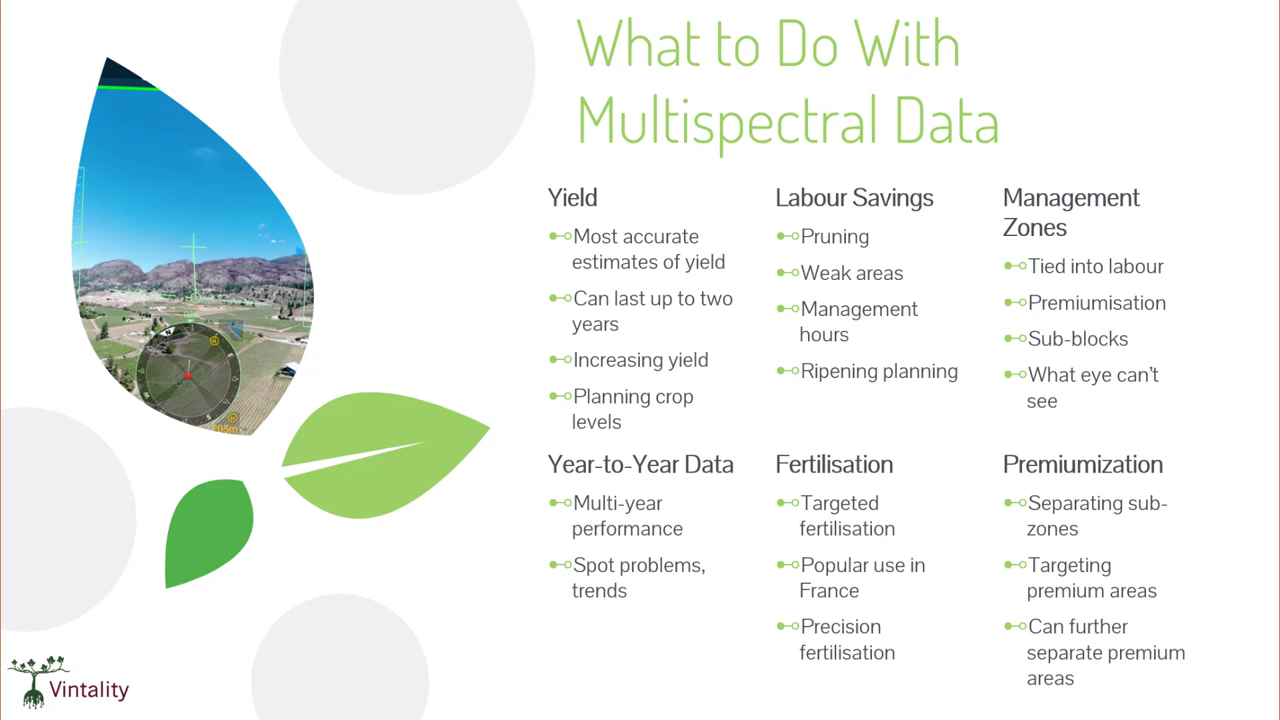 What to Do With
Multispectral Data
Yield
Most accurate
estimates of yield
Can last up to two
years
Increasing yield
Planning crop
levels
Labour Savings
Pruning
Weak areas
Management
hours
Ripening planning
Management
Zones
Tied into labour
Premiumisation
Sub-blocks
What eye can't
see
Year-to-Year Data
Multi-year
performance
Spot problems,
trends
Fertilisation
Targeted
fertilisation
Popular use in
France
Precision
fertilisation
Premiumization
Separating sub-
zones
Targeting
premium areas
Can further
separate premium
areas
Vintality